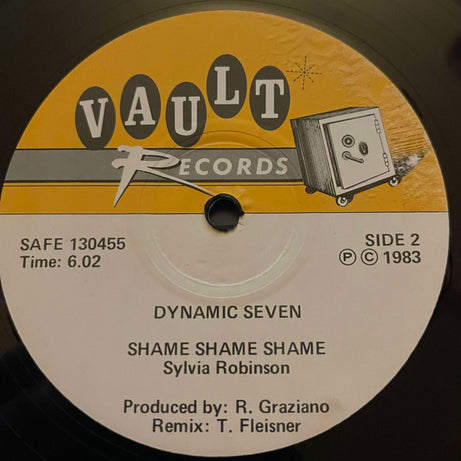 VAULT
RECORDS
SAFE 130455
Time: 6.02
SIDE 2
Ⓟ Ⓒ 1983
DYNAMIC SEVEN
SHAME SHAME SHAME
Sylvia Robinson
Produced by: R. Graziano
Remix: T. Fleisner